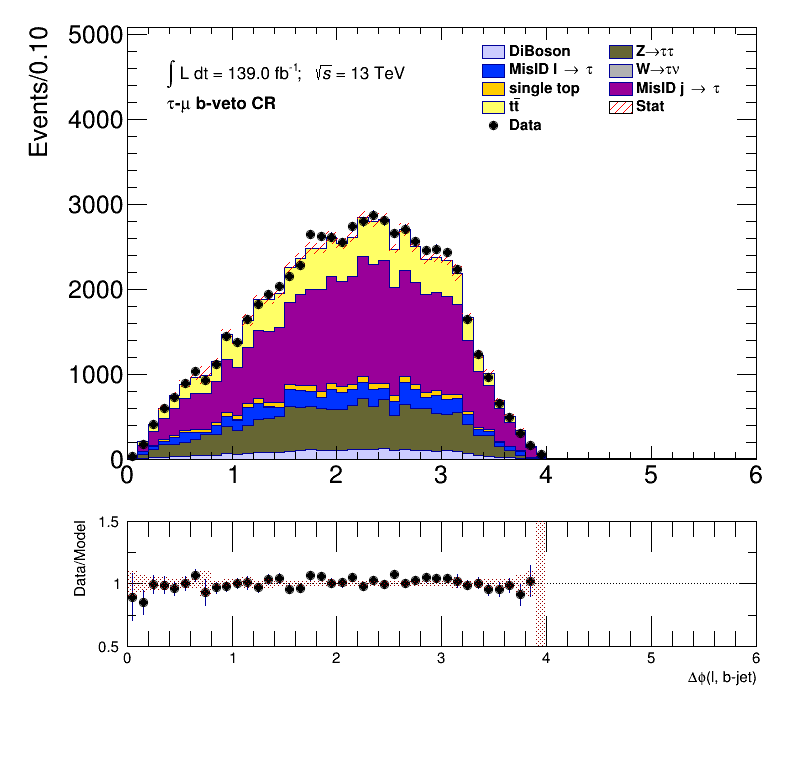 Events/0.10
5000
4000
3000
2000
1000
0
∫ L dt = 139.0 fb⁻¹; √s = 13 TeV
τ-μ b-veto CR
DiBoson
MisID l → τ
single top
tt̄
Data
Z→ττ
W→τν
MisID j → τ
Stat
0 1 2 3 4 5 6
Data/Model
1.5
1
0.5
0 1 2 3 4 5 6
Δϕ(l, b-jet)